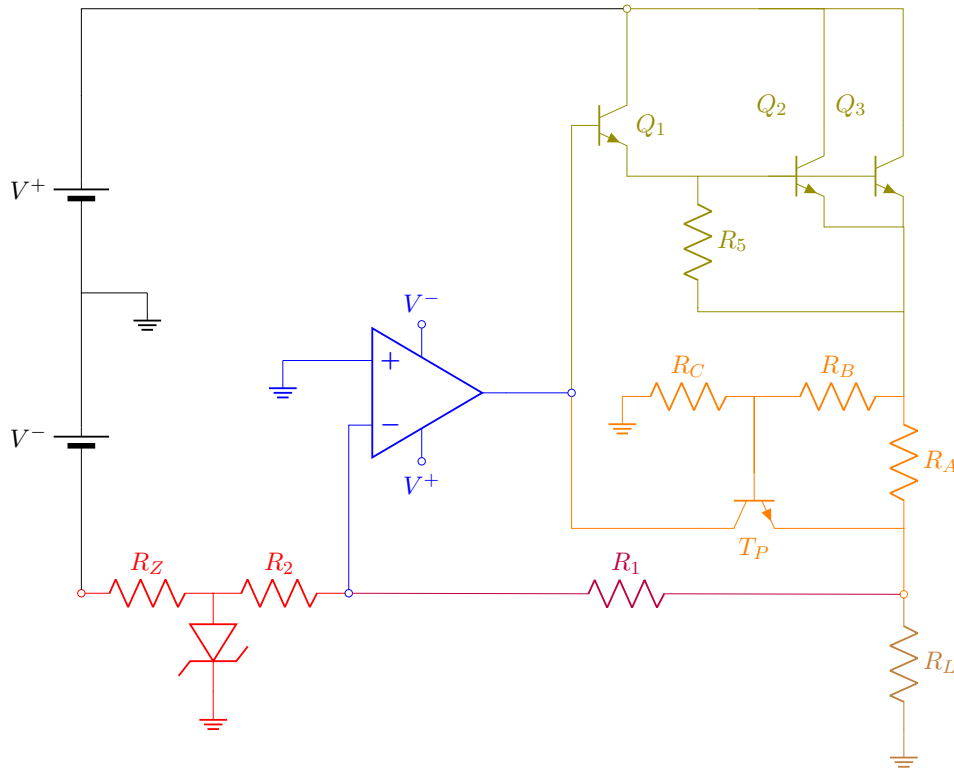 Q₂ Q₃
Q₁
V⁺
R₅
V⁻
R_C R_B
+
V⁻
−
R_A
V⁺
T_P
R_Z R₂ R₁
R_L